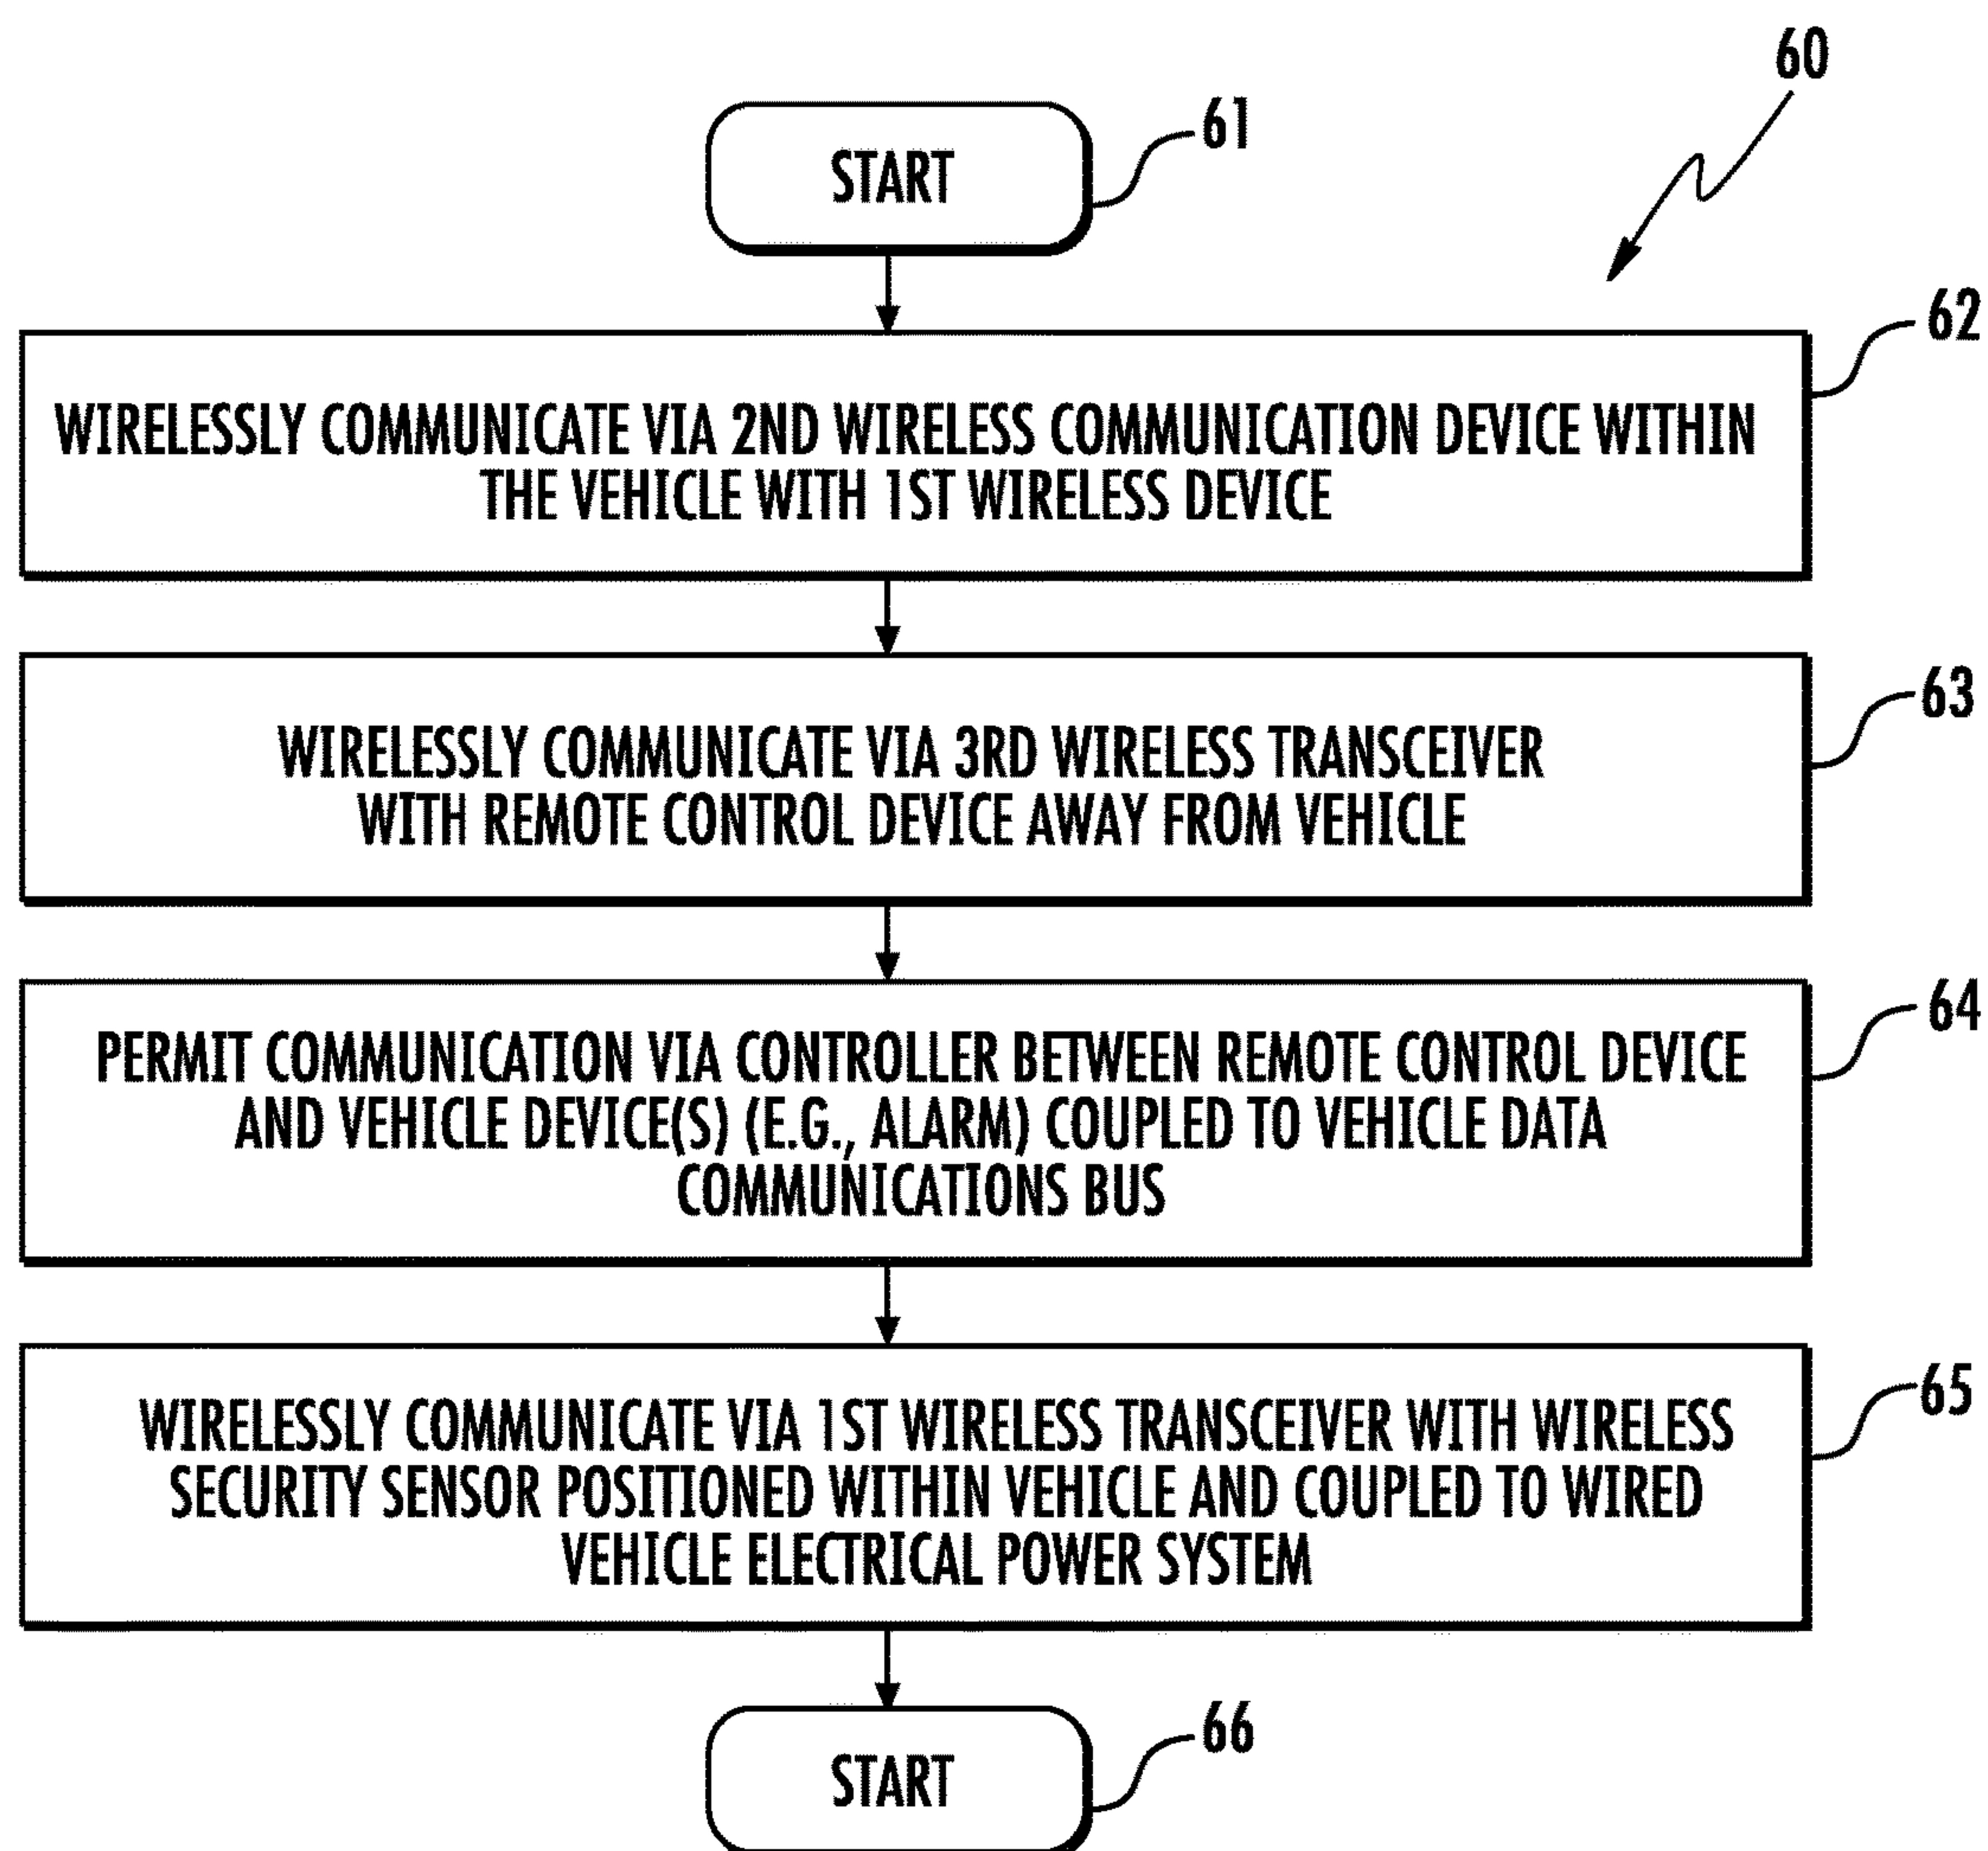 60
START
61
62
WIRELESSLY COMMUNICATE VIA 2ND WIRELESS COMMUNICATION DEVICE WITHIN
THE VEHICLE WITH 1ST WIRELESS DEVICE
63
WIRELESSLY COMMUNICATE VIA 3RD WIRELESS TRANSCEIVER
WITH REMOTE CONTROL DEVICE AWAY FROM VEHICLE
64
PERMIT COMMUNICATION VIA CONTROLLER BETWEEN REMOTE CONTROL DEVICE
AND VEHICLE DEVICE(S) (E.G., ALARM) COUPLED TO VEHICLE DATA
COMMUNICATIONS BUS
65
WIRELESSLY COMMUNICATE VIA 1ST WIRELESS TRANSCEIVER WITH WIRELESS
SECURITY SENSOR POSITIONED WITHIN VEHICLE AND COUPLED TO WIRED
VEHICLE ELECTRICAL POWER SYSTEM
66
START